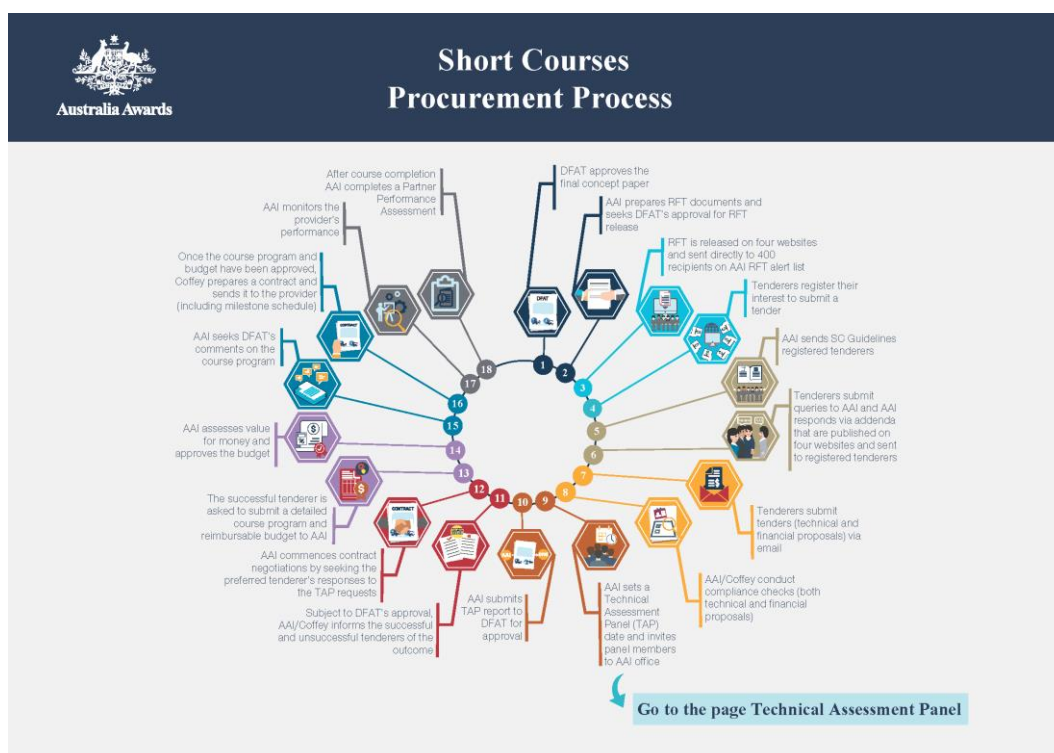 Australia Awards
Short Courses
Procurement Process
DFAT approves the
final concept paper
AAI prepares RFT documents and
seeks DFAT's approval for RFT
release
RFT is released on four websites
and sent directly to 400
recipients on AAI RFT alert list
Tenderers register their
interest to submit a
tender
AAI sends SC Guidelines
registered tenderers
Tenderers submit
queries to AAI and AAI
responds via addenda
that are published on
four websites and sent
to registered tenderers
Tenderers submit
tenders (technical and
financial proposals) via
email
AAI/Coffey conduct
compliance checks (both
technical and financial
proposals)
AAI sets a
Technical
Assessment
Panel (TAP)
date and invites
panel members
to AAI office
AAI submits
TAP report to
DFAT for
approval
Subject to DFAT's approval,
AAI/Coffey informs the successful
and unsuccessful tenderers of the
outcome
AAI commences contract
negotiations by seeking the
preferred tenderer's responses to
the TAP requests
The successful tenderer is
asked to submit a detailed
course program and
reimbursable budget to AAI
AAI assesses value
for money and
approves the budget
AAI seeks DFAT's
comments on the
course program
Once the course program and
budget have been approved,
Coffey prepares a contract and
sends it to the provider
(including milestone schedule)
AAI monitors the
provider's
performance
After course completion
AAI completes a Partner
Performance
Assessment
DFAT
CONTRACT
CONTRACT
1
2
3
4
5
6
7
8
9
10
11
12
13
14
15
16
17
18
Go to the page Technical Assessment Panel